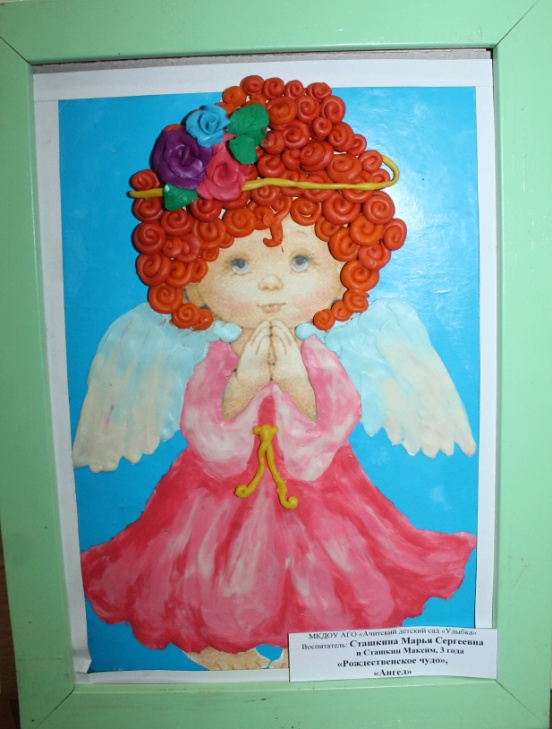 МКДОУ АГО «Ачитский детский сад «Улыбка»
Воспитатель: Сташкина Марья Сергеевна
и Сташкин Максим, 3 года
«Рождественское чудо»,
«Ангел»